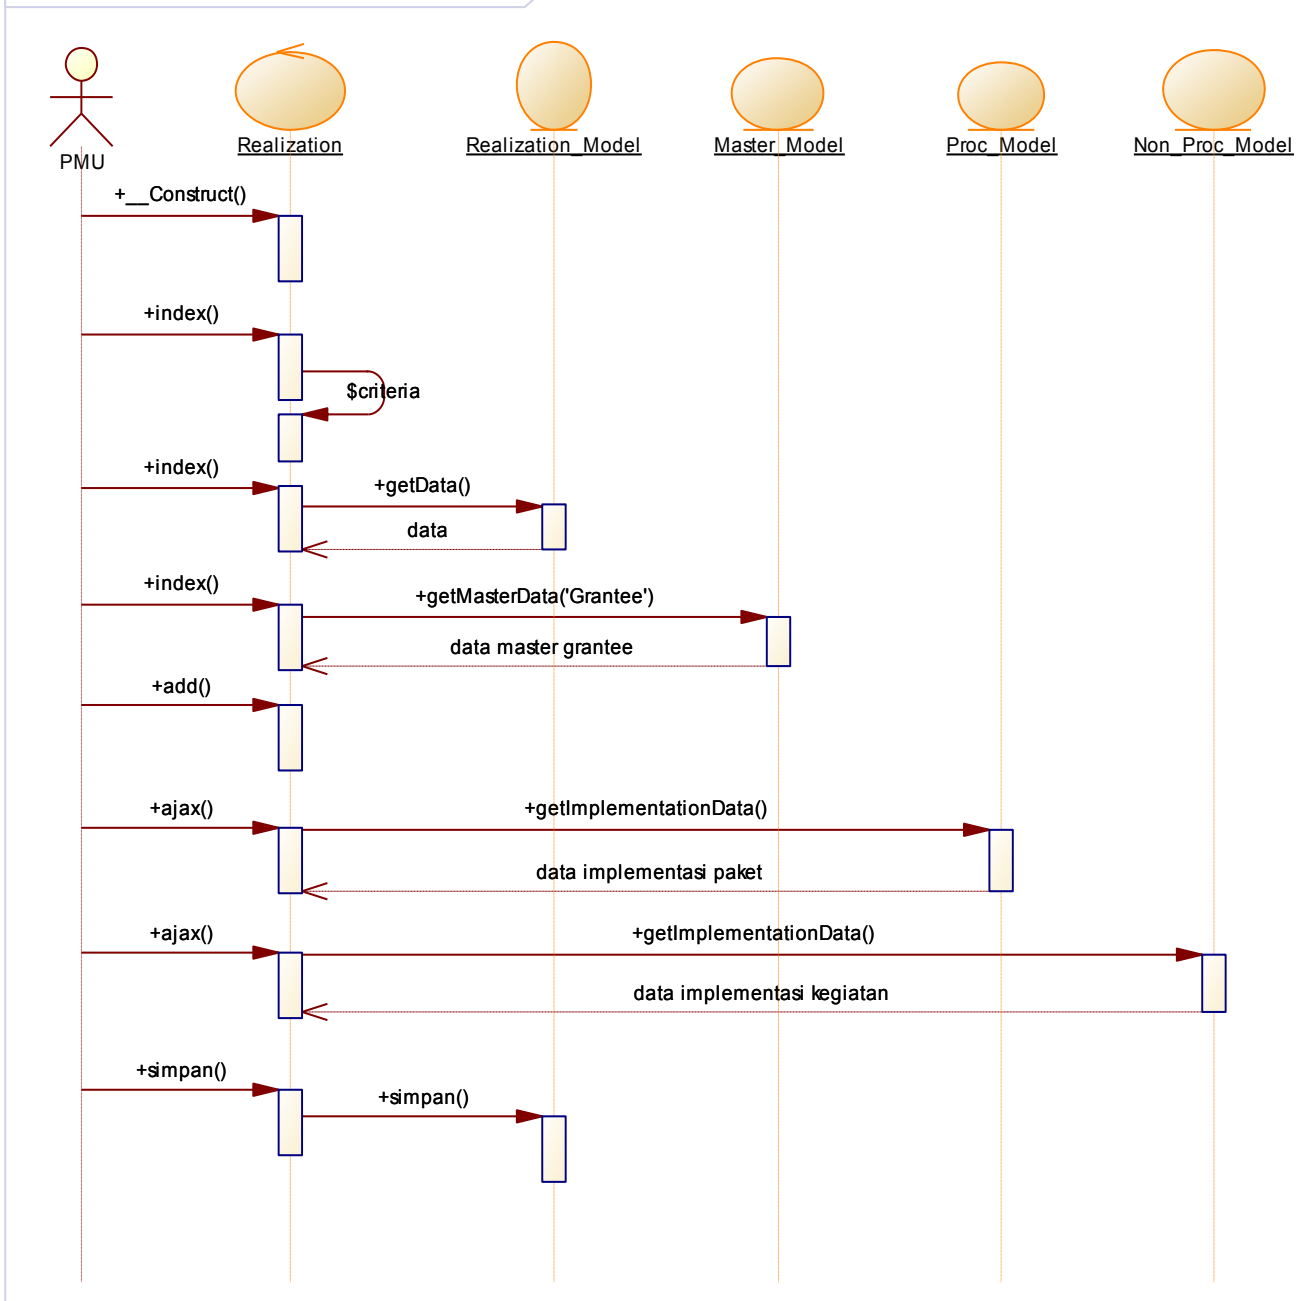 PMU
Realization
Realization_Model
Master_Model
Proc_Model
Non_Proc_Model
+__Construct()
+index()
$criteria
+index()
+getData()
data
+index()
+getMasterData('Grantee')
data master grantee
+add()
+ajax()
+getImplementationData()
data implementasi paket
+ajax()
+getImplementationData()
data implementasi kegiatan
+simpan()
+simpan()